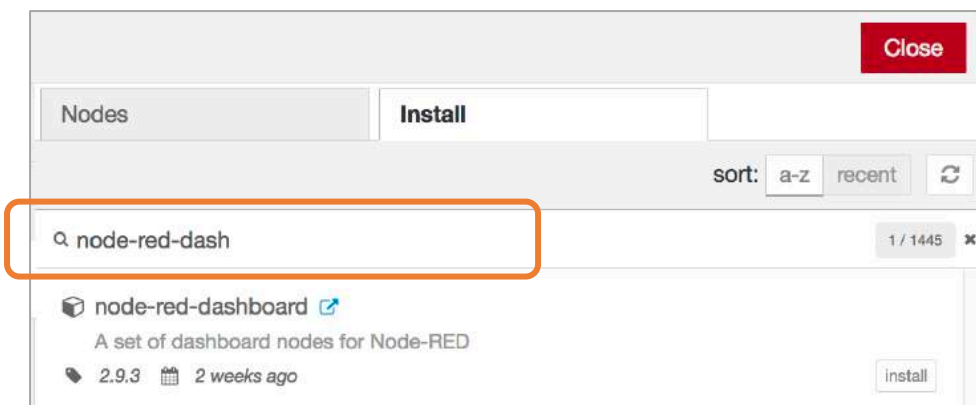 Close
Nodes Install
sort: a-z recent
node-red-dash 1 / 1445
node-red-dashboard
A set of dashboard nodes for Node-RED
2.9.3 2 weeks ago install